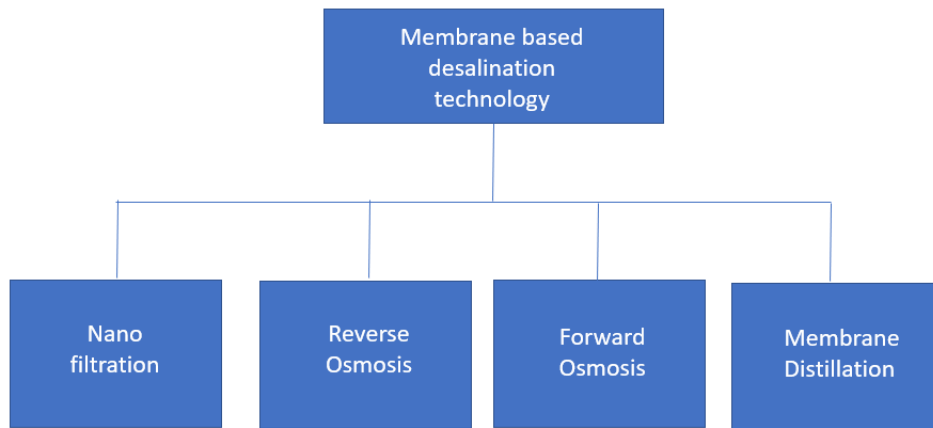 Membrane based
desalination
technology
Nano
filtration
Reverse
Osmosis
Forward
Osmosis
Membrane
Distillation